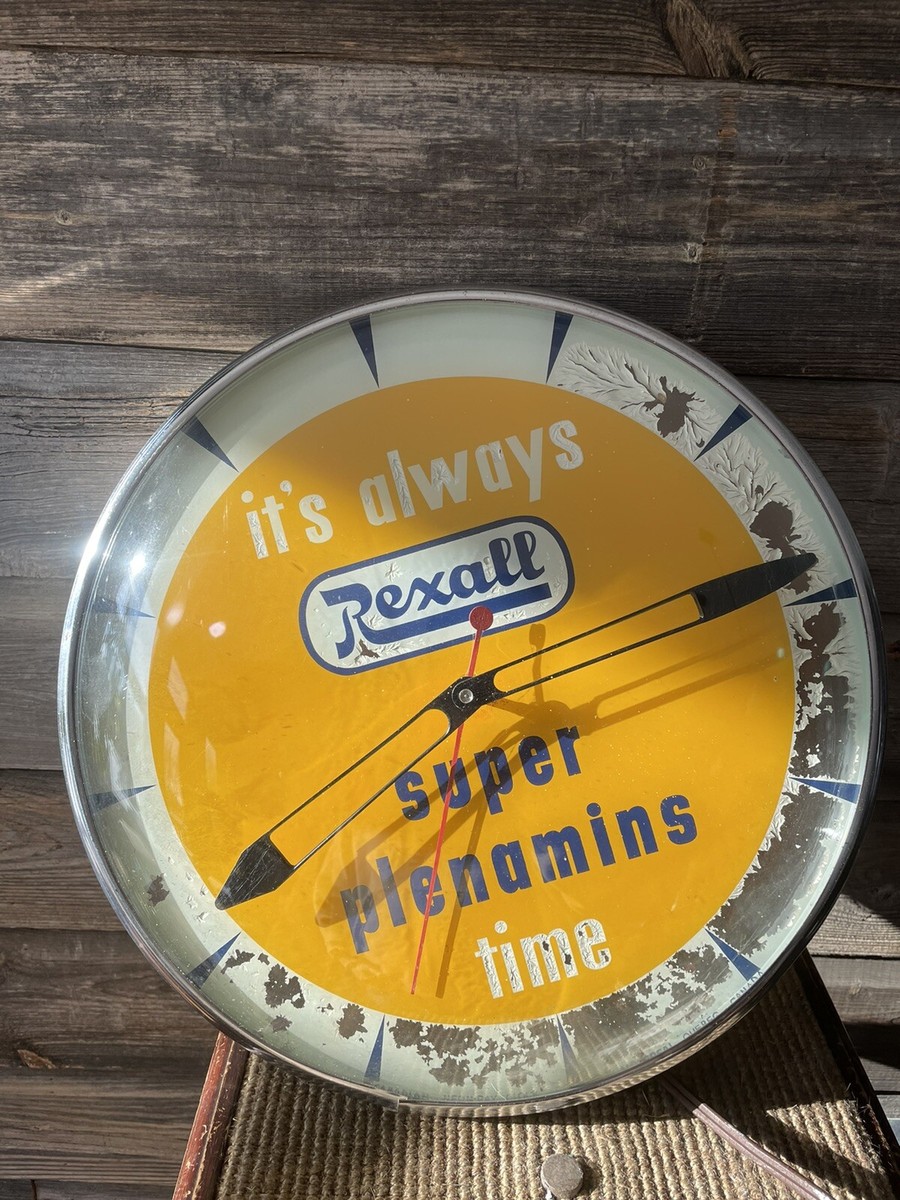 it's always
Rexall
super
plenamins
time